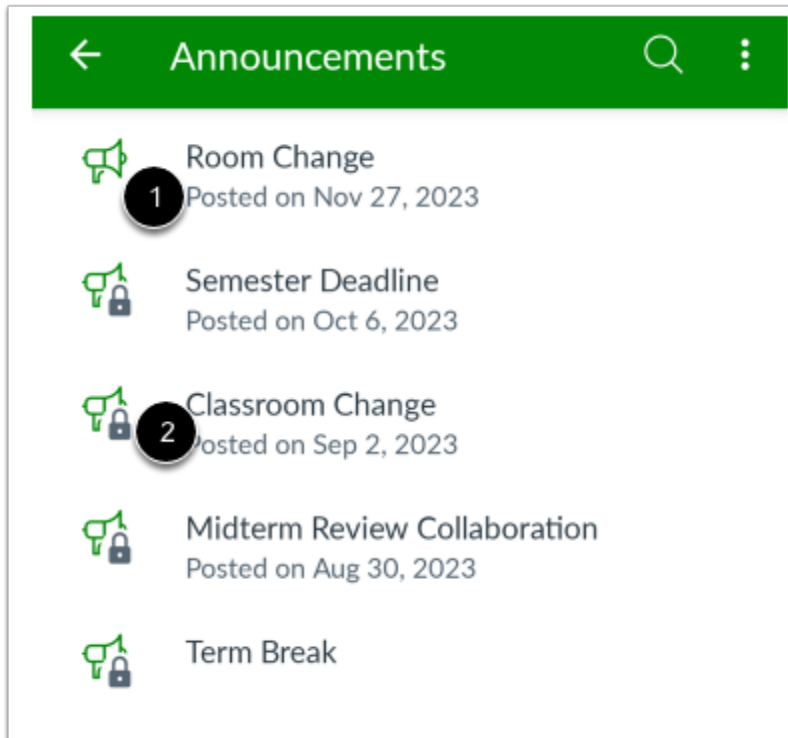 Announcements
Room Change
1
Posted on Nov 27, 2023
Semester Deadline
Posted on Oct 6, 2023
Classroom Change
2
Posted on Sep 2, 2023
Midterm Review Collaboration
Posted on Aug 30, 2023
Term Break